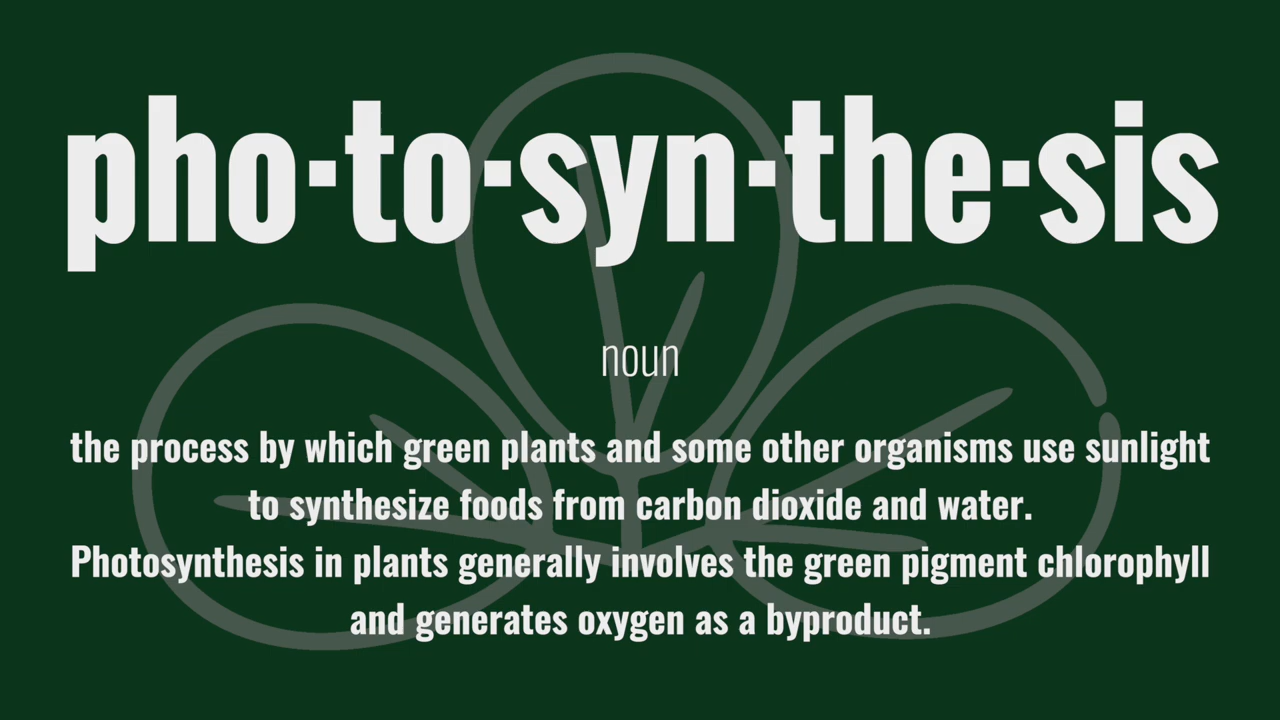 pho·to·syn·the·sis
noun
the process by which green plants and some other organisms use sunlight
to synthesize foods from carbon dioxide and water.
Photosynthesis in plants generally involves the green pigment chlorophyll
and generates oxygen as a byproduct.